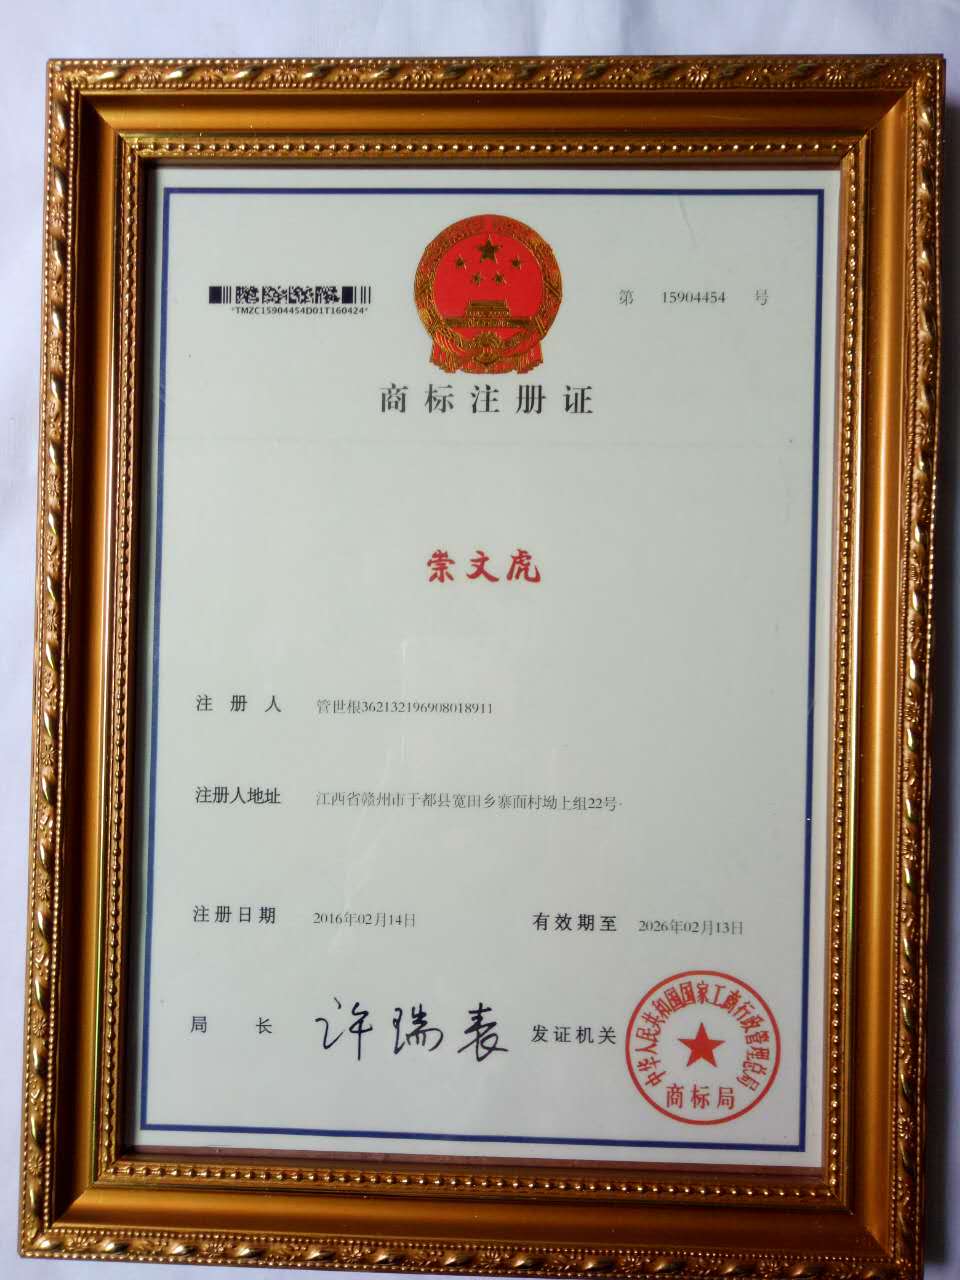 *TMZC15904454D01T160424*
第 15904454 号
商标注册证
崇文虎
注册人 管世根362132196908018911
注册人地址 江西省赣州市于都县宽田乡寨面村坳上组22号·
注册日期 2016年02月14日 有效期至 2026年02月13日
局长 许瑞表 发证机关
中华人民共和国国家工商行政管理总局
商标局